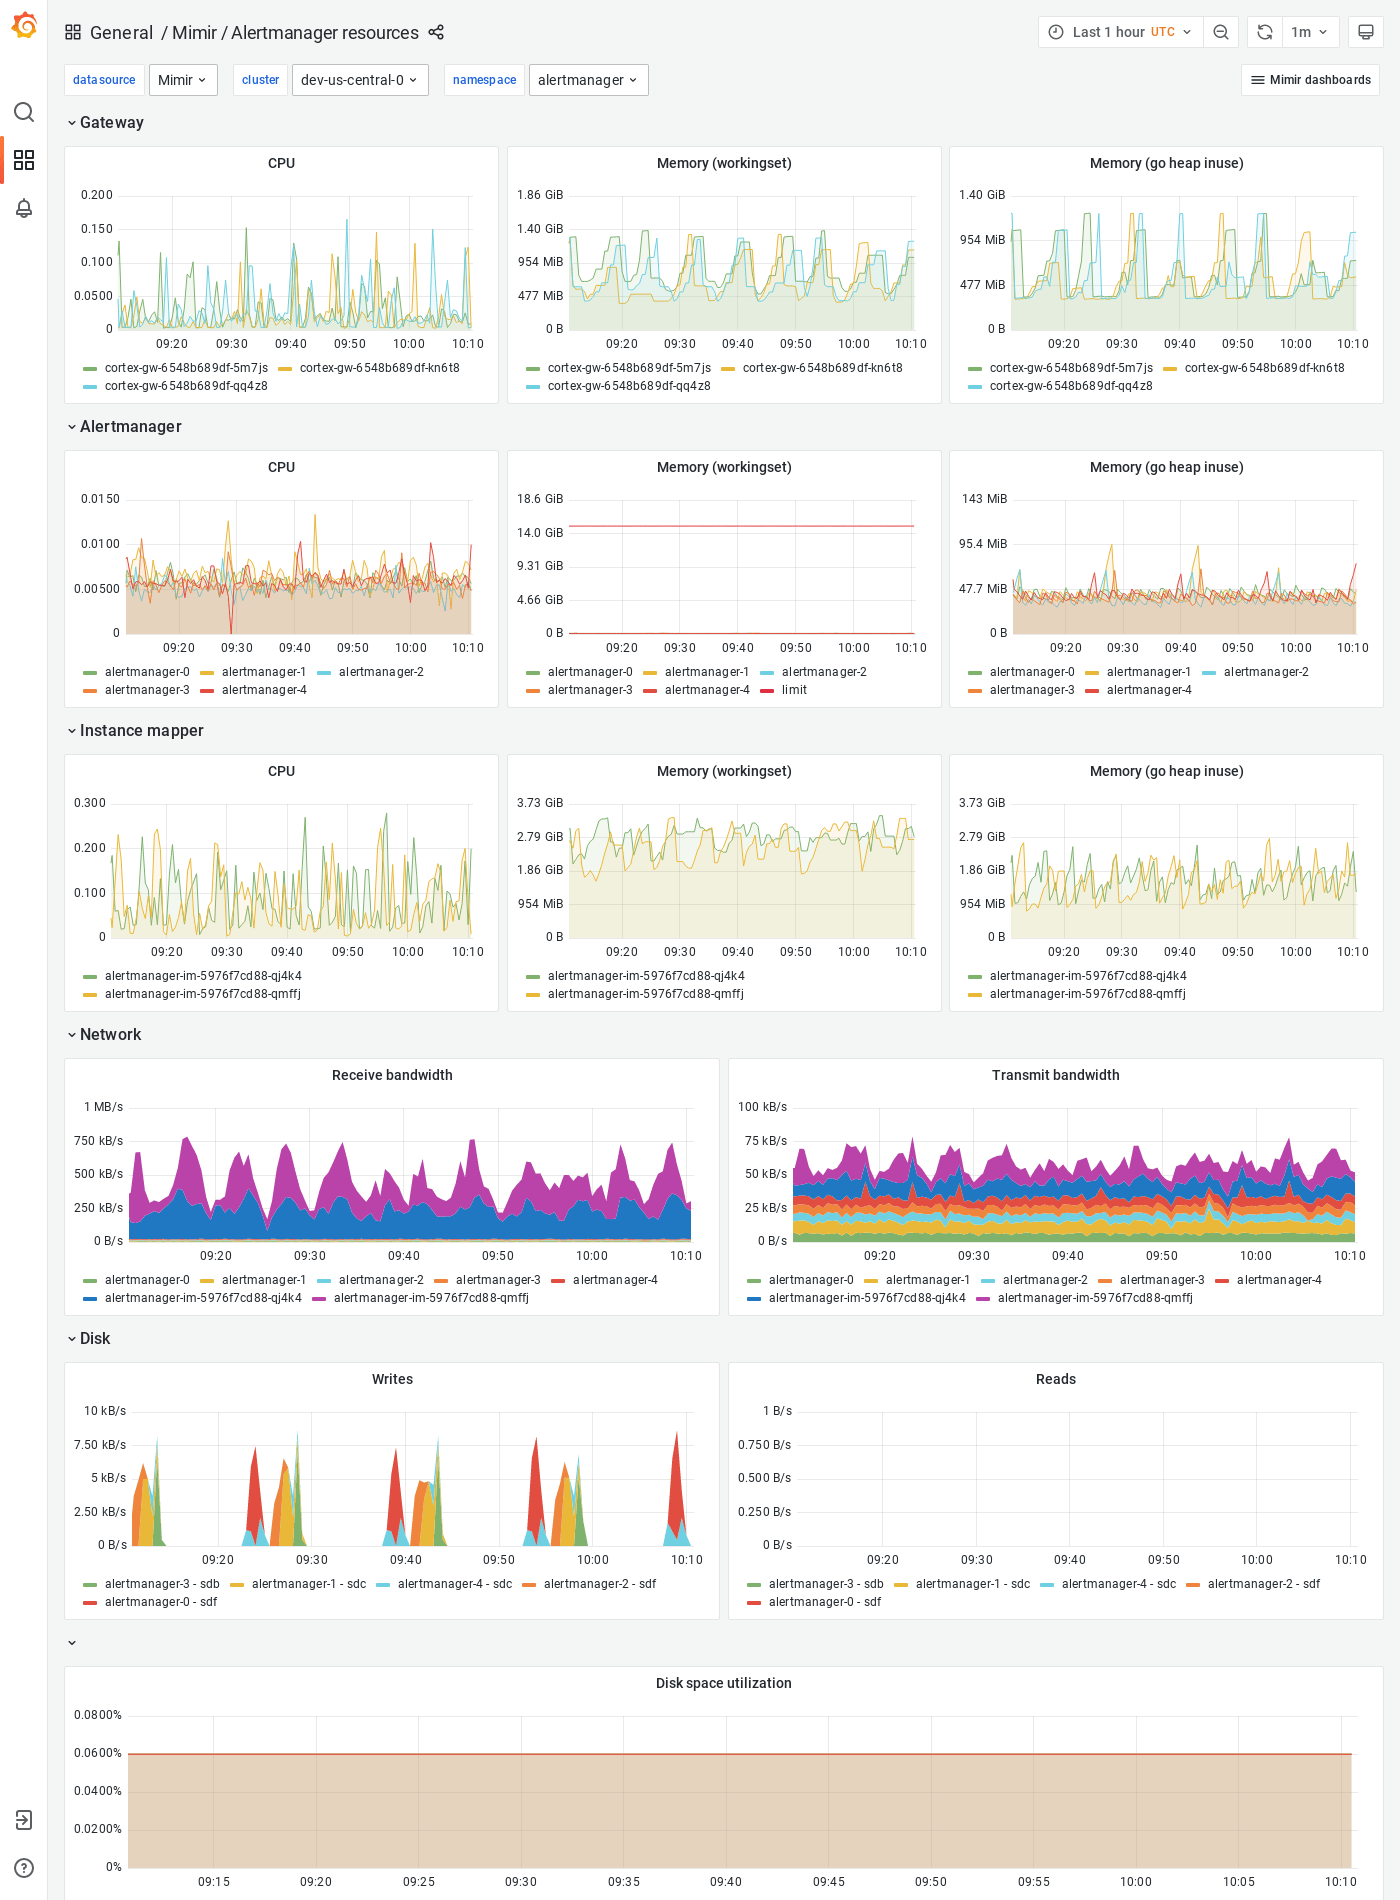 General / Mimir / Alertmanager resources
Last 1 hour UTC
1m
datasource Mimir cluster dev-us-central-0 namespace alertmanager
Mimir dashboards
Gateway
CPU
0.200
0.150
0.100
0.0500
0
09:20 09:30 09:40 09:50 10:00 10:10
cortex-gw-6548b689df-5m7js cortex-gw-6548b689df-kn6t8
cortex-gw-6548b689df-qq4z8
Memory (workingset)
1.86 GiB
1.40 GiB
954 MiB
477 MiB
0 B
09:20 09:30 09:40 09:50 10:00 10:10
cortex-gw-6548b689df-5m7js cortex-gw-6548b689df-kn6t8
cortex-gw-6548b689df-qq4z8
Memory (go heap inuse)
1.40 GiB
954 MiB
477 MiB
0 B
09:20 09:30 09:40 09:50 10:00 10:10
cortex-gw-6548b689df-5m7js cortex-gw-6548b689df-kn6t8
cortex-gw-6548b689df-qq4z8
Alertmanager
CPU
0.0150
0.0100
0.00500
0
09:20 09:30 09:40 09:50 10:00 10:10
alertmanager-0 alertmanager-1 alertmanager-2
alertmanager-3 alertmanager-4
Memory (workingset)
18.6 GiB
14.0 GiB
9.31 GiB
4.66 GiB
0 B
09:20 09:30 09:40 09:50 10:00 10:10
alertmanager-0 alertmanager-1 alertmanager-2
alertmanager-3 alertmanager-4 limit
Memory (go heap inuse)
143 MiB
95.4 MiB
47.7 MiB
0 B
09:20 09:30 09:40 09:50 10:00 10:10
alertmanager-0 alertmanager-1 alertmanager-2
alertmanager-3 alertmanager-4
Instance mapper
CPU
0.300
0.200
0.100
0
09:20 09:30 09:40 09:50 10:00 10:10
alertmanager-im-5976f7cd88-qj4k4
alertmanager-im-5976f7cd88-qmffj
Memory (workingset)
3.73 GiB
2.79 GiB
1.86 GiB
954 MiB
0 B
09:20 09:30 09:40 09:50 10:00 10:10
alertmanager-im-5976f7cd88-qj4k4
alertmanager-im-5976f7cd88-qmffj
Memory (go heap inuse)
3.73 GiB
2.79 GiB
1.86 GiB
954 MiB
0 B
09:20 09:30 09:40 09:50 10:00 10:10
alertmanager-im-5976f7cd88-qj4k4
alertmanager-im-5976f7cd88-qmffj
Network
Receive bandwidth
1 MB/s
750 kB/s
500 kB/s
250 kB/s
0 B/s
09:20 09:30 09:40 09:50 10:00 10:10
alertmanager-0 alertmanager-1 alertmanager-2 alertmanager-3 alertmanager-4
alertmanager-im-5976f7cd88-qj4k4 alertmanager-im-5976f7cd88-qmffj
Transmit bandwidth
100 kB/s
75 kB/s
50 kB/s
25 kB/s
0 B/s
09:20 09:30 09:40 09:50 10:00 10:10
alertmanager-0 alertmanager-1 alertmanager-2 alertmanager-3 alertmanager-4
alertmanager-im-5976f7cd88-qj4k4 alertmanager-im-5976f7cd88-qmffj
Disk
Writes
10 kB/s
7.50 kB/s
5 kB/s
2.50 kB/s
0 B/s
09:20 09:30 09:40 09:50 10:00 10:10
alertmanager-3 - sdb alertmanager-1 - sdc alertmanager-4 - sdc alertmanager-2 - sdf
alertmanager-0 - sdf
Reads
1 B/s
0.750 B/s
0.500 B/s
0.250 B/s
0 B/s
09:20 09:30 09:40 09:50 10:00 10:10
alertmanager-3 - sdb alertmanager-1 - sdc alertmanager-4 - sdc alertmanager-2 - sdf
alertmanager-0 - sdf
Disk space utilization
0.0800%
0.0600%
0.0400%
0.0200%
0%
09:15 09:20 09:25 09:30 09:35 09:40 09:45 09:50 09:55 10:00 10:05 10:10